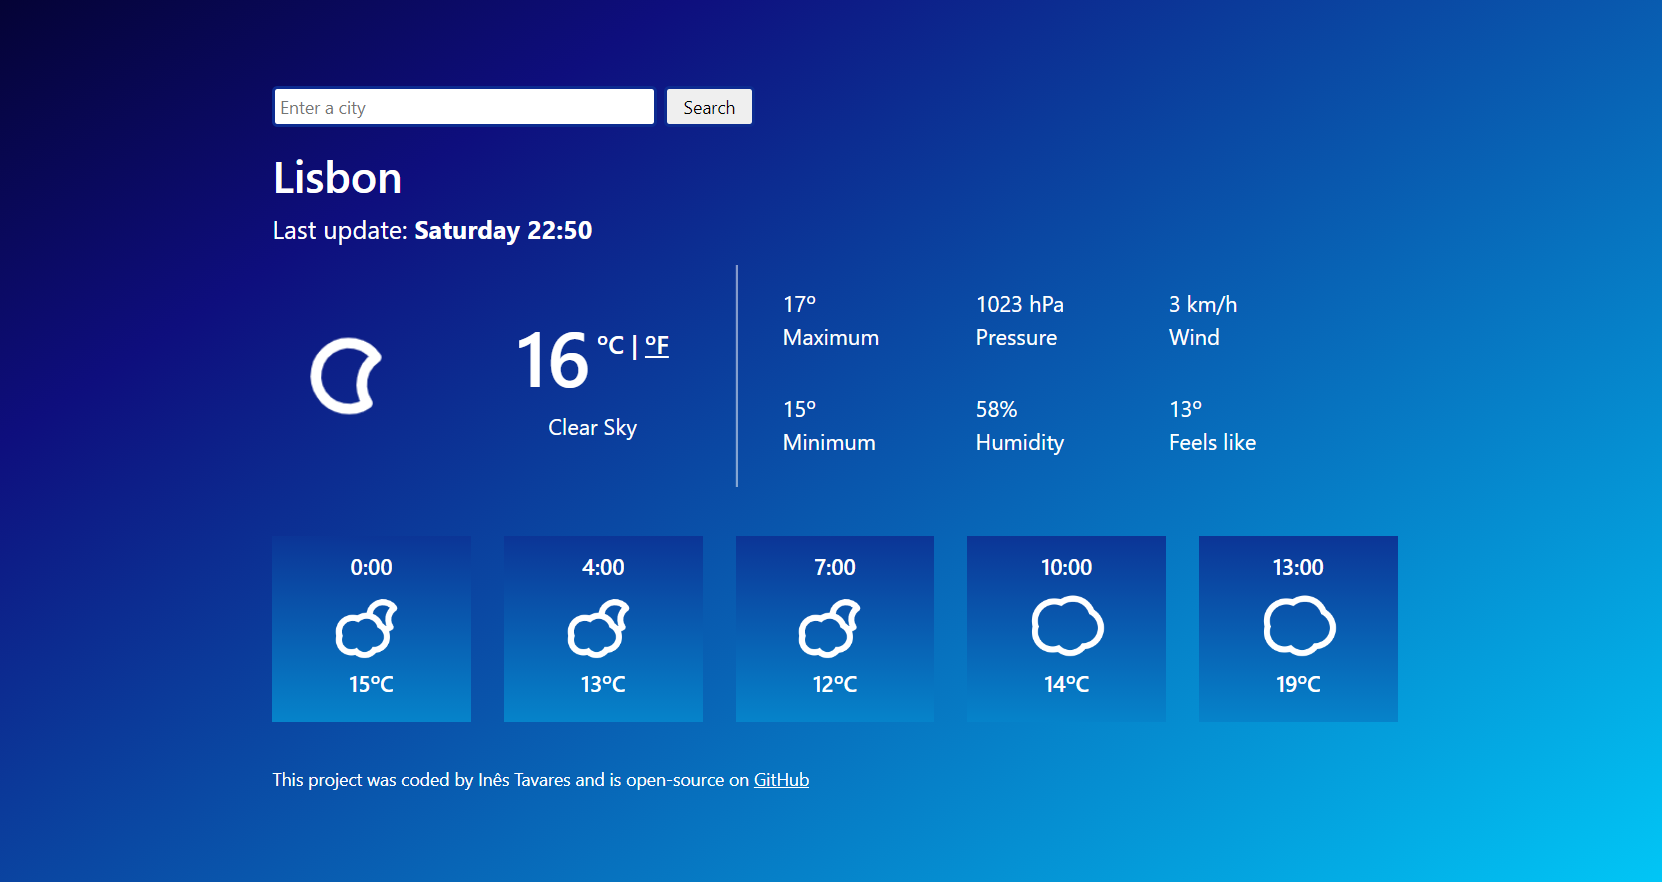 Enter a city
Search
Lisbon
Last update: Saturday 22:50
16 ºC | ºF
Clear Sky
17º
Maximum
1023 hPa
Pressure
3 km/h
Wind
15º
Minimum
58%
Humidity
13º
Feels like
0:00
15ºC
4:00
13ºC
7:00
12ºC
10:00
14ºC
13:00
19ºC
This project was coded by Inês Tavares and is open-source on GitHub